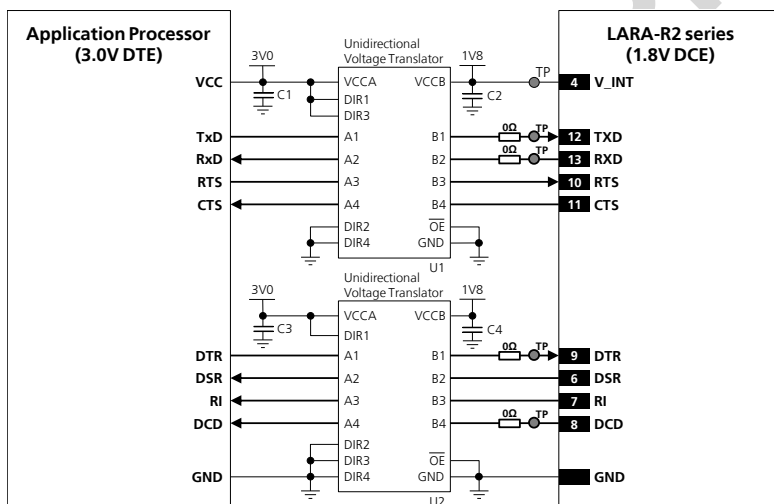 Application Processor
(3.0V DTE)
LARA-R2 series
(1.8V DCE)
Unidirectional
Voltage Translator
3V0
1V8
TP
VCC
C1
VCCA
VCCB
C2
4
V_INT
DIR1
DIR3
TxD
A1
B1
0Ω
TP
12
TXD
RxD
A2
B2
0Ω
TP
13
RXD
RTS
A3
B3
10
RTS
CTS
A4
B4
11
CTS
DIR2
OE
DIR4
GND
U1
Unidirectional
Voltage Translator
3V0
1V8
VCCA
VCCB
C3
C4
DIR1
DTR
A1
B1
0Ω
TP
9
DTR
DSR
A2
B2
6
DSR
RI
A3
B3
7
RI
DCD
A4
B4
0Ω
TP
8
DCD
DIR2
DIR3
OE
GND
DIR4
GND
GND
U2